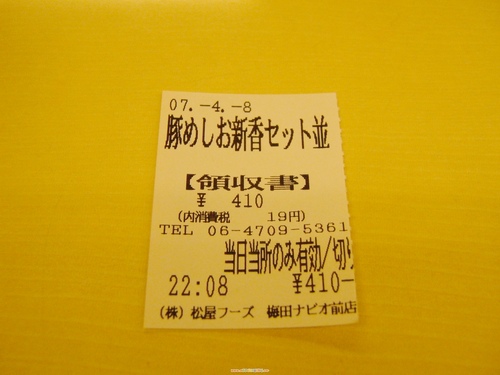 07.-4.-8
豚めしお新香セット並
【領収書】
¥ 410
(内消費税 19円)
TEL 06-4709-5361
当日当所のみ有効/切り
22:08 ¥410-
(株)松屋フーズ 梅田ナビオ前店